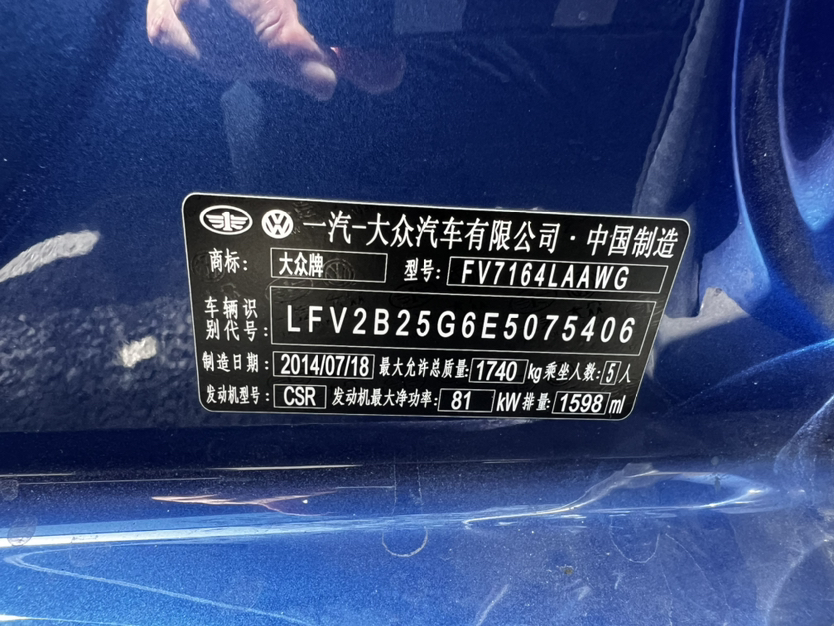 一汽-大众汽车有限公司·中国制造
商标: 大众牌 型号: FV7164LAAWG
车辆识别代号: LFV2B25G6E5075406
制造日期: 2014/07/18 最大允许总质量: 1740 kg 乘坐人数: 5 人
发动机型号: CSR 发动机最大净功率: 81 kW 排量: 1598 ml